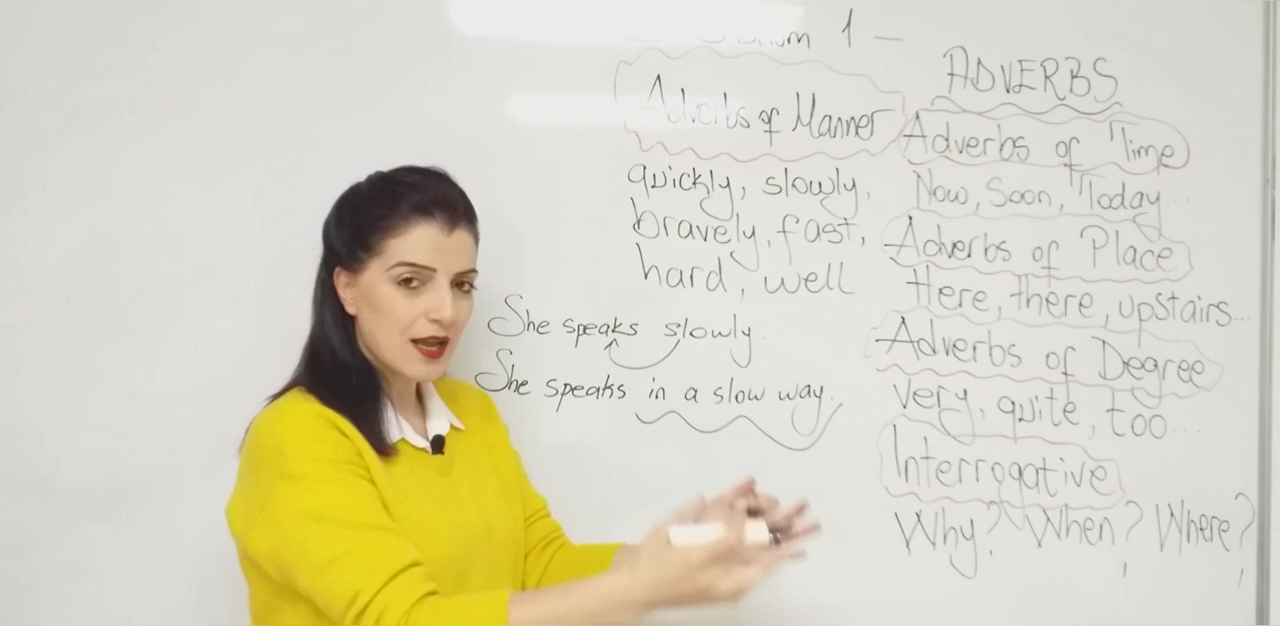 1 –
Adverbs of Manner
quickly, slowly,
bravely, fast,
hard, well
She speaks slowly.
She speaks in a slow way.
ADVERBS
Adverbs of Time
Now, Soon, Today...
Adverbs of Place
Here, there, upstairs...
Adverbs of Degree
very, quite, too...
Interrogative
Why? When? Where?